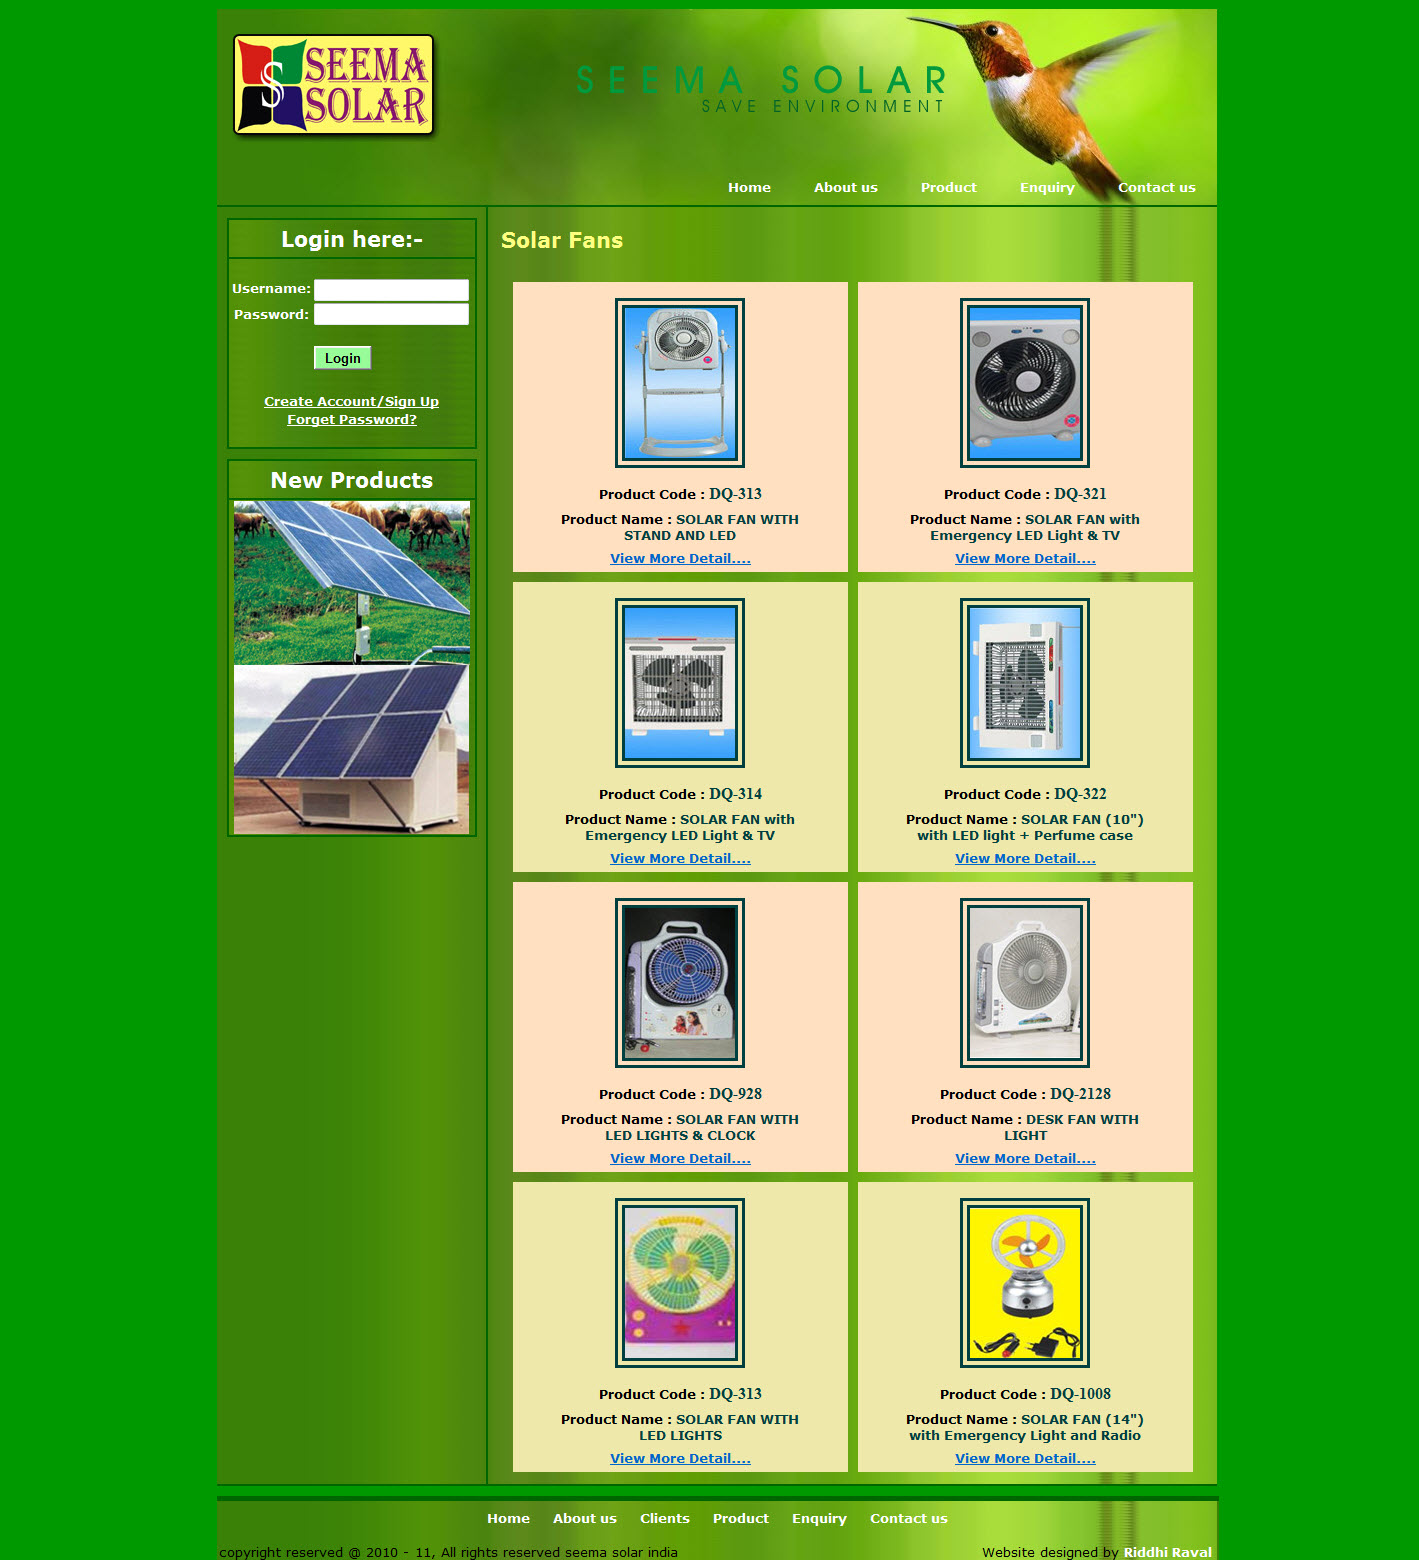 SEEMA
SOLAR
S
SEEMA SOLAR
SAVE ENVIRONMENT
Home About us Product Enquiry Contact us
Login here:-
Username:
Password:
Login
Create Account/Sign Up
Forget Password?
New Products
Solar Fans
Product Code : DQ-313
Product Name : SOLAR FAN WITH
STAND AND LED
View More Detail....
Product Code : DQ-321
Product Name : SOLAR FAN with
Emergency LED Light & TV
View More Detail....
Product Code : DQ-314
Product Name : SOLAR FAN with
Emergency LED Light & TV
View More Detail....
Product Code : DQ-322
Product Name : SOLAR FAN (10")
with LED light + Perfume case
View More Detail....
Product Code : DQ-928
Product Name : SOLAR FAN WITH
LED LIGHTS & CLOCK
View More Detail....
Product Code : DQ-2128
Product Name : DESK FAN WITH
LIGHT
View More Detail....
Product Code : DQ-313
Product Name : SOLAR FAN WITH
LED LIGHTS
View More Detail....
Product Code : DQ-1008
Product Name : SOLAR FAN (14")
with Emergency Light and Radio
View More Detail....
Home About us Clients Product Enquiry Contact us
copyright reserved @ 2010 - 11, All rights reserved seema solar india
Website designed by Riddhi Raval